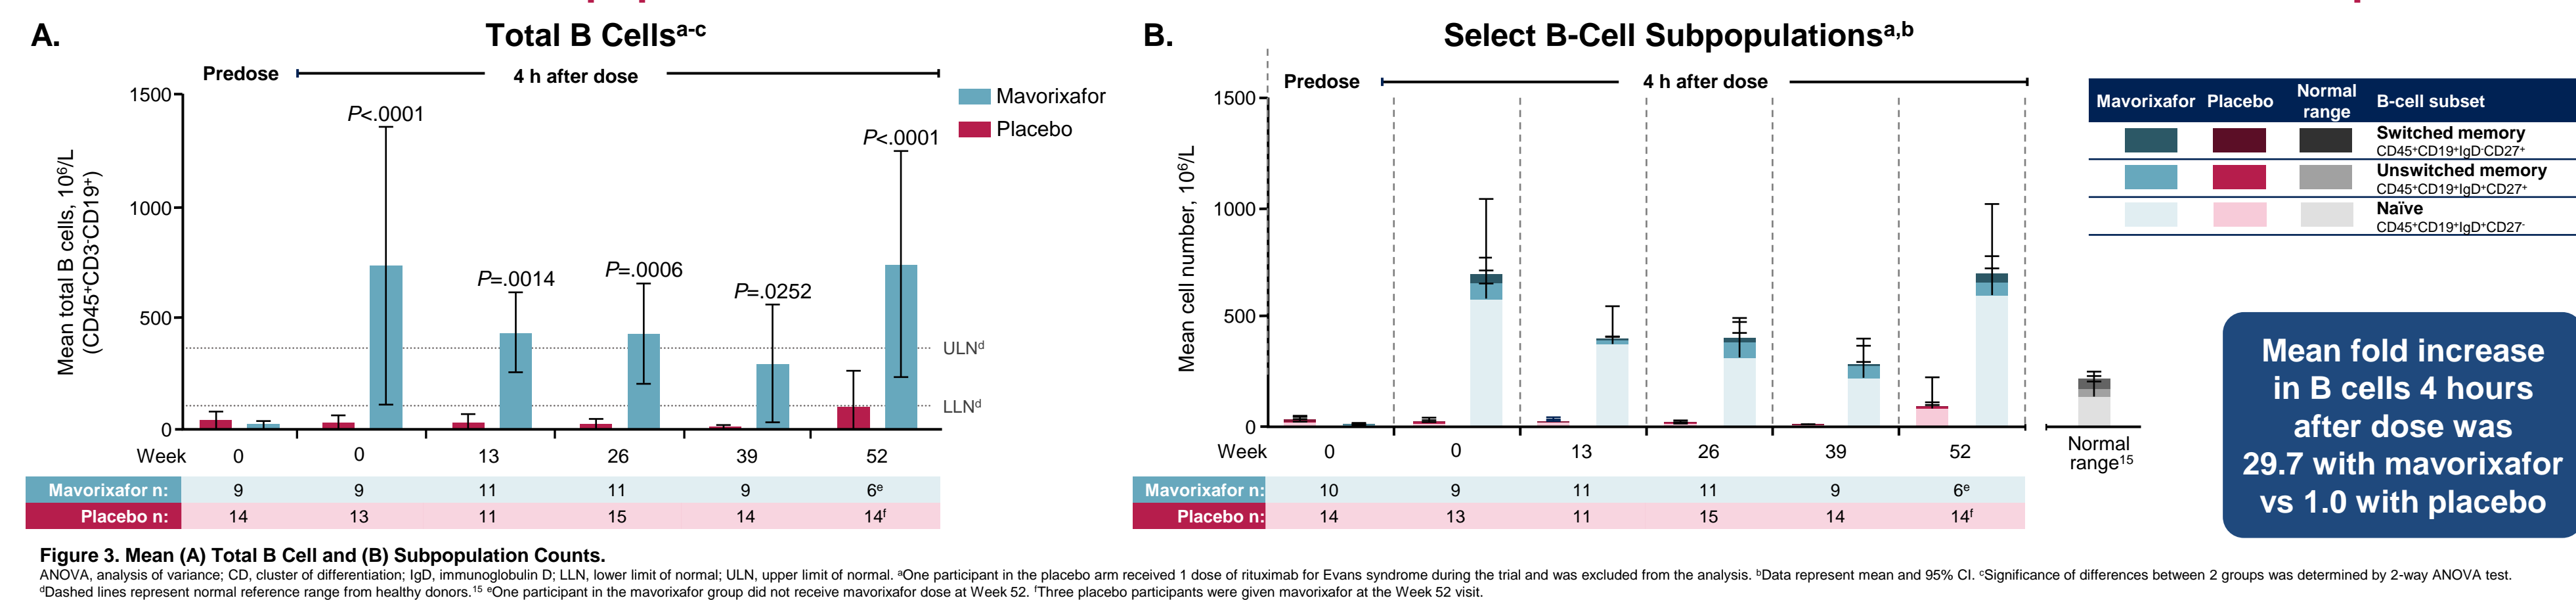 A.
Total B Cellsᵃ⁻ᶜ
Predose
4 h after dose
Mavorixafor
Placebo
P<.0001
P=.0014
P=.0006
P=.0252
P<.0001
Mean total B cells, 10⁶/L
(CD45⁺CD3⁻CD19⁺)
1500
1000
500
0
ULNᵈ
LLNᵈ
Week 0 0 13 26 39 52
Mavorixafor n: 9 9 11 11 9 6ᵉ
Placebo n: 14 13 11 15 14 14ᶠ
B.
Select B-Cell Subpopulationsᵃ,ᵇ
Predose
4 h after dose
Mean cell number, 10⁶/L
1500
1000
500
0
Week 0 0 13 26 39 52
Normal
range¹⁵
Mavorixafor n: 10 9 11 11 9 6ᵉ
Placebo n: 14 13 11 15 14 14ᶠ
Mavorixafor Placebo Normal range B-cell subset
Switched memory
CD45⁺CD19⁺IgD⁻CD27⁺
Unswitched memory
CD45⁺CD19⁺IgD⁺CD27⁺
Naïve
CD45⁺CD19⁺IgD⁺CD27⁻
Mean fold increase
in B cells 4 hours
after dose was
29.7 with mavorixafor
vs 1.0 with placebo
Figure 3. Mean (A) Total B Cell and (B) Subpopulation Counts.
ANOVA, analysis of variance; CD, cluster of differentiation; IgD, immunoglobulin D; LLN, lower limit of normal; ULN, upper limit of normal. ᵃOne participant in the placebo arm received 1 dose of rituximab for Evans syndrome during the trial and was excluded from the analysis. ᵇData represent mean and 95% CI. ᶜSignificance of differences between 2 groups was determined by 2-way ANOVA test.
ᵈDashed lines represent normal reference range from healthy donors.¹⁵ ᵉOne participant in the mavorixafor group did not receive mavorixafor dose at Week 52. ᶠThree placebo participants were given mavorixafor at the Week 52 visit.